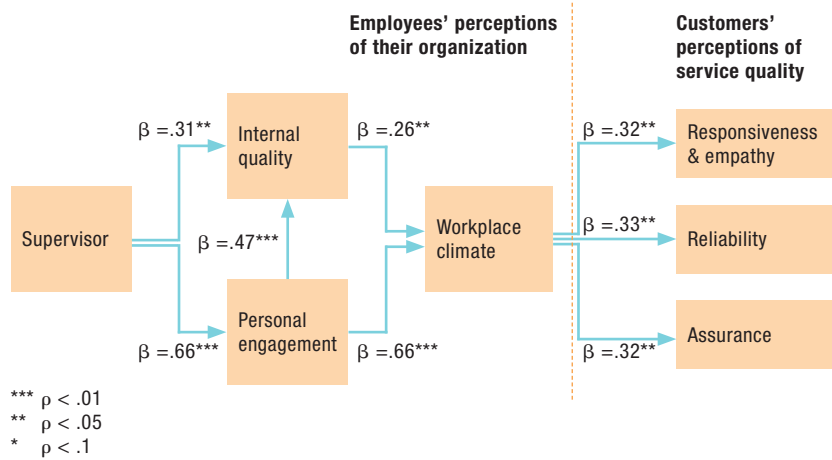 Employees’ perceptions
of their organization
Customers’
perceptions of
service quality
β =.31**
Internal
quality
β =.26**
β =.32**
Responsiveness
& empathy
Supervisor
β =.47***
Workplace
climate
β =.33**
Reliability
β =.66***
Personal
engagement
β =.66***
β =.32**
Assurance
*** ρ < .01
** ρ < .05
* ρ < .1